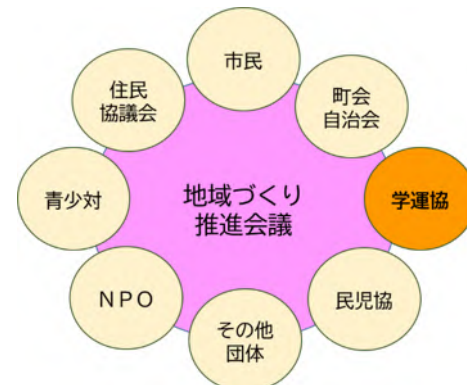 市民
住民
協議会
町会
自治会
青少対
地域づくり
推進会議
学運協
NPO
民児協
その他
団体